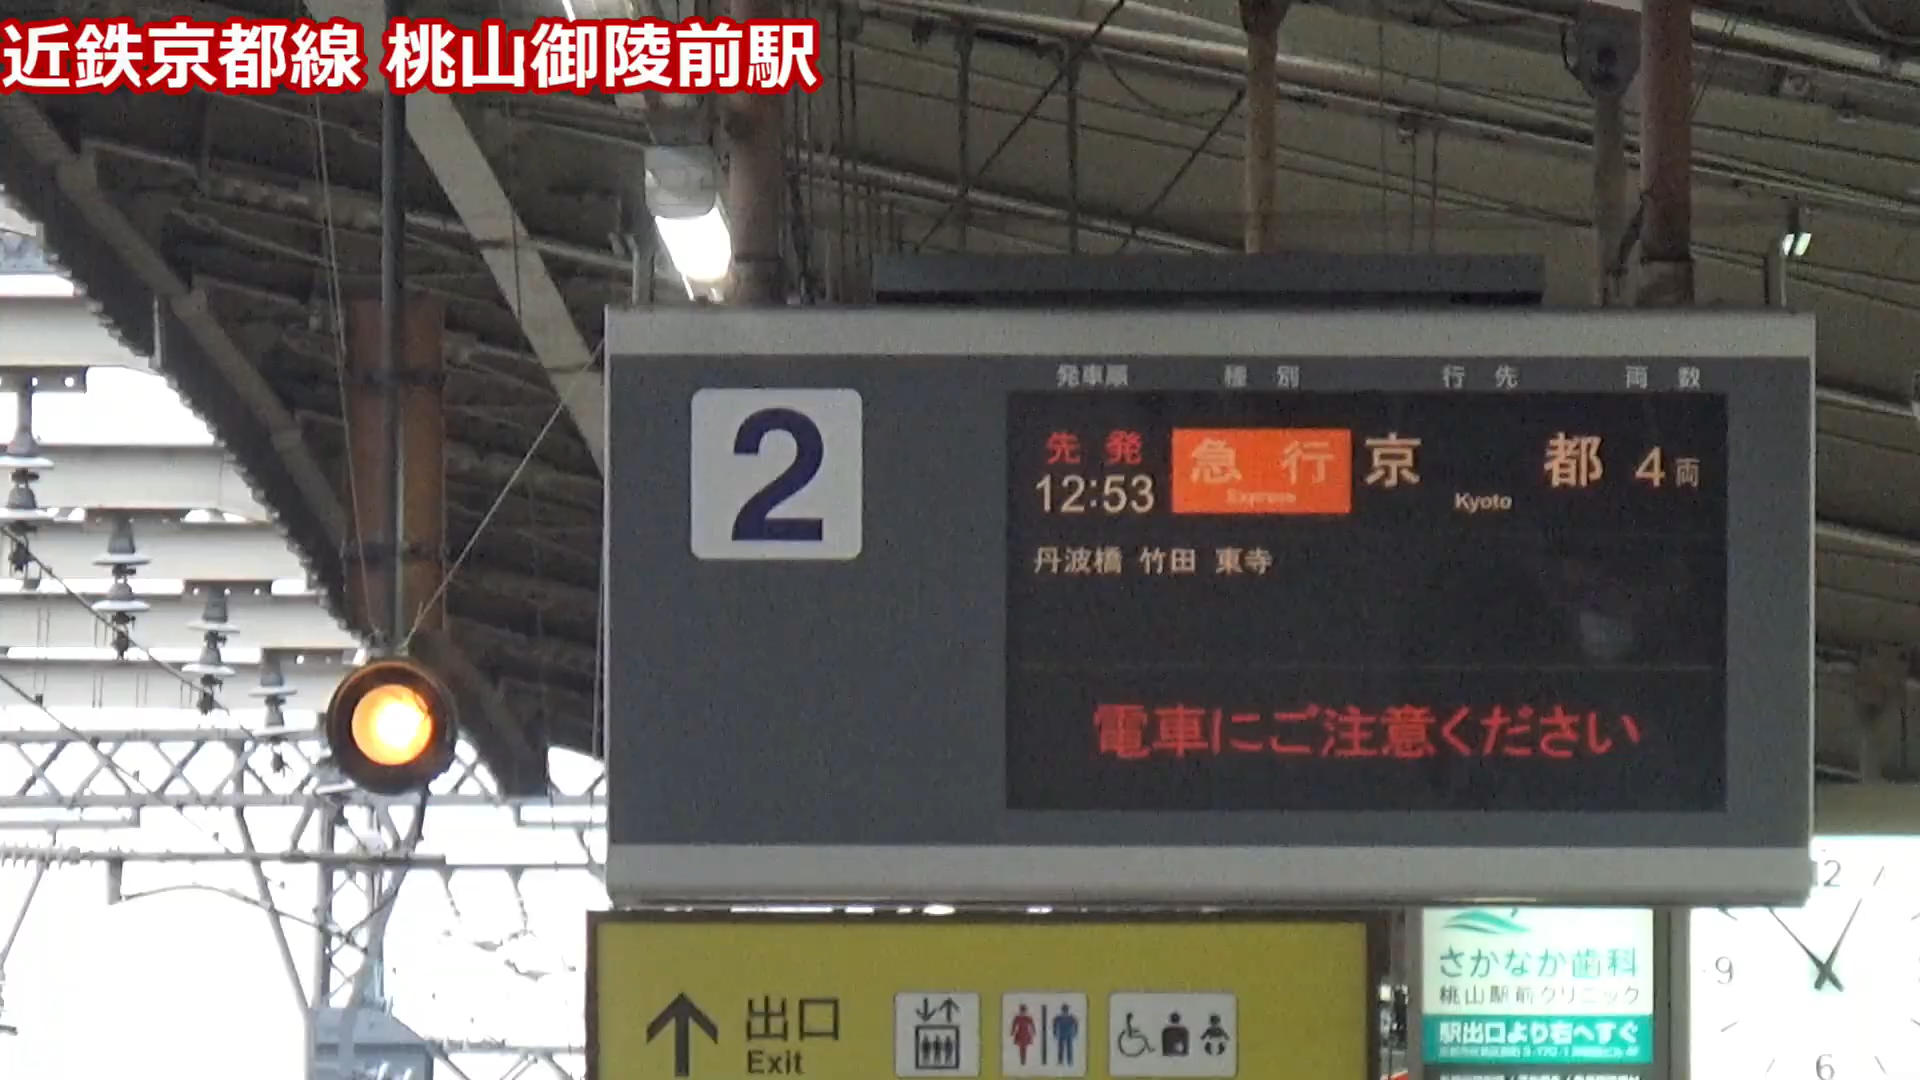 近鉄京都線 桃山御陵前駅
発車順 種別 行先 両数
2
先発 急行 京都 4両
12:53 Express Kyoto
丹波橋 竹田 東寺
電車にご注意ください
出口
Exit
さかなか歯科
桃山駅前クリニック
駅出口より右へすぐ
12
9
6